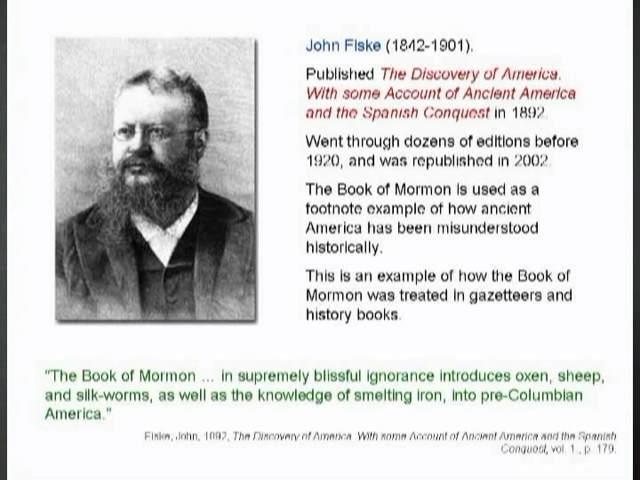 John Fiske (1842-1901).
Published The Discovery of America.
With some Account of Ancient America
and the Spanish Conquest in 1892.
Went through dozens of editions before
1920, and was republished in 2002.
The Book of Mormon is used as a
footnote example of how ancient
America has been misunderstood
historically.
This is an example of how the Book of
Mormon was treated in gazetteers and
history books.
"The Book of Mormon ... in supremely blissful ignorance introduces oxen, sheep,
and silk-worms, as well as the knowledge of smelting iron, into pre-Columbian
America."
Fiske, John, 1892, The Discovery of America. With some Account of Ancient America and the Spanish
Conquest, vol. 1., p. 179.